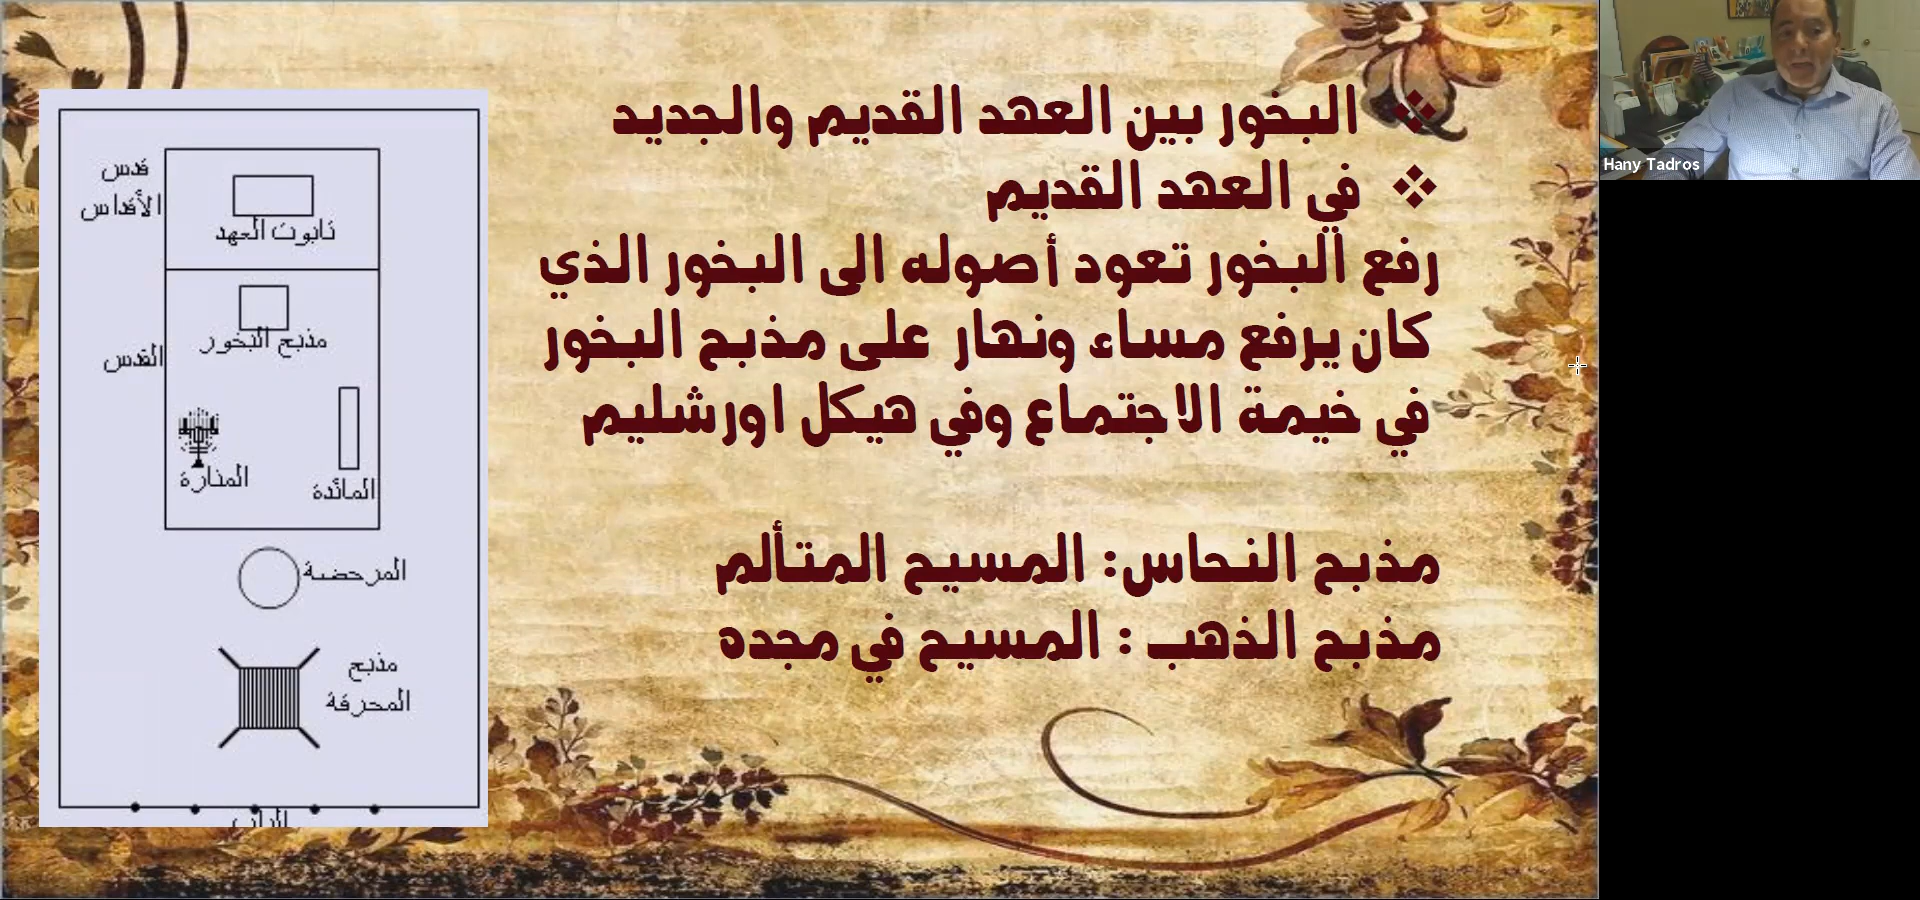 ❖ البخور بين العهد القديم والجديد
❖ في العهد القديم
رفع البخور تعود أصوله الى البخور الذي
كان يرفع مساء ونهار على مذبح البخور
في خيمة الاجتماع وفي هيكل اورشليم
مذبح النحاس: المسيح المتألم
مذبح الذهب : المسيح في مجده
قدس
الأقداس
تابوت العهد
مذبح البخور
القدس
المنارة
المائدة
المرحضة
مذبح
المحرقة
الباب
Hany Tadros